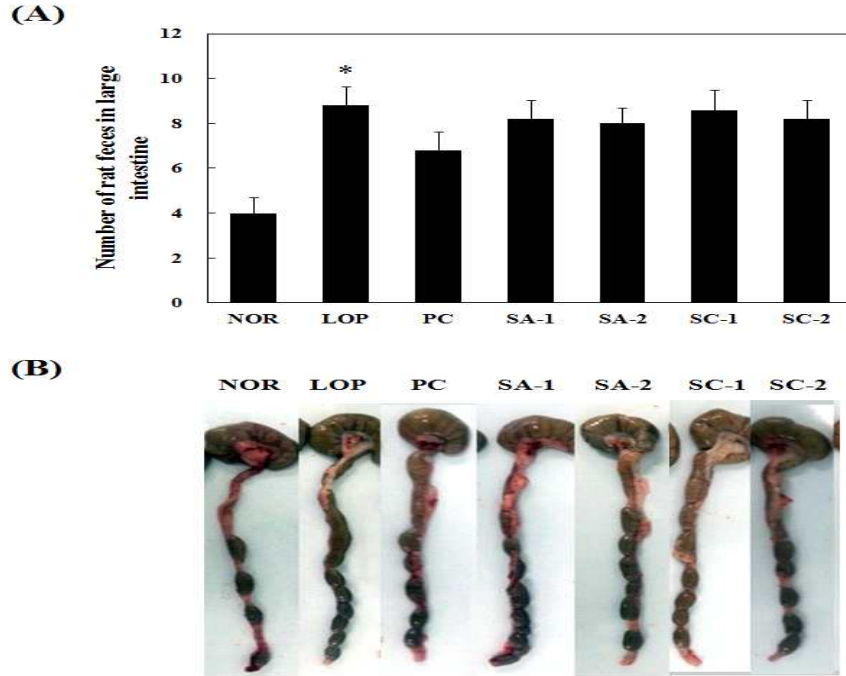 (A)
Number of rat feces in large
intestine
12
10
8
6
4
2
0
*
NOR LOP PC SA-1 SA-2 SC-1 SC-2
(B)
NOR LOP PC SA-1 SA-2 SC-1 SC-2